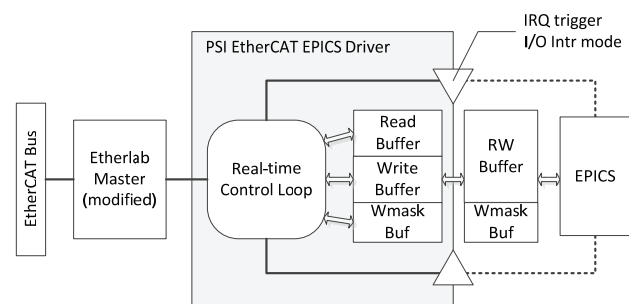 IRQ trigger
I/O Intr mode
PSI EtherCAT EPICS Driver
EtherCAT Bus
Etherlab
Master
(modified)
Real-time
Control Loop
Read
Buffer
Write
Buffer
Wmask
Buf
RW
Buffer
Wmask
Buf
EPICS